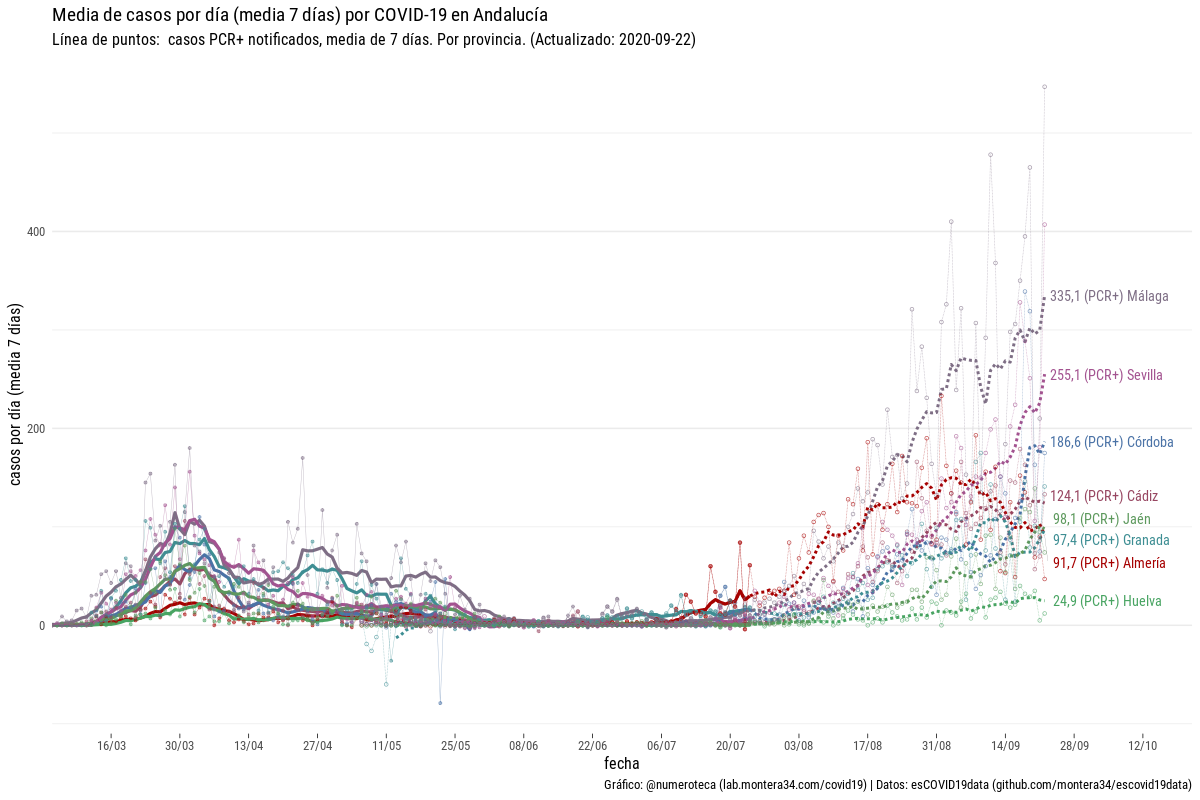 Media de casos por día (media 7 días) por COVID-19 en Andalucía
Línea de puntos:  casos PCR+ notificados, media de 7 días. Por provincia. (Actualizado: 2020-09-22)
casos por día (media 7 días)
400
200
0
335,1 (PCR+) Málaga
255,1 (PCR+) Sevilla
186,6 (PCR+) Córdoba
124,1 (PCR+) Cádiz
98,1 (PCR+) Jaén
97,4 (PCR+) Granada
91,7 (PCR+) Almería
24,9 (PCR+) Huelva
16/03 30/03 13/04 27/04 11/05 25/05 08/06 22/06 06/07 20/07 03/08 17/08 31/08 14/09 28/09 12/10
fecha
Gráfico: @numeroteca (lab.montera34.com/covid19) | Datos: esCOVID19data (github.com/montera34/escovid19data)